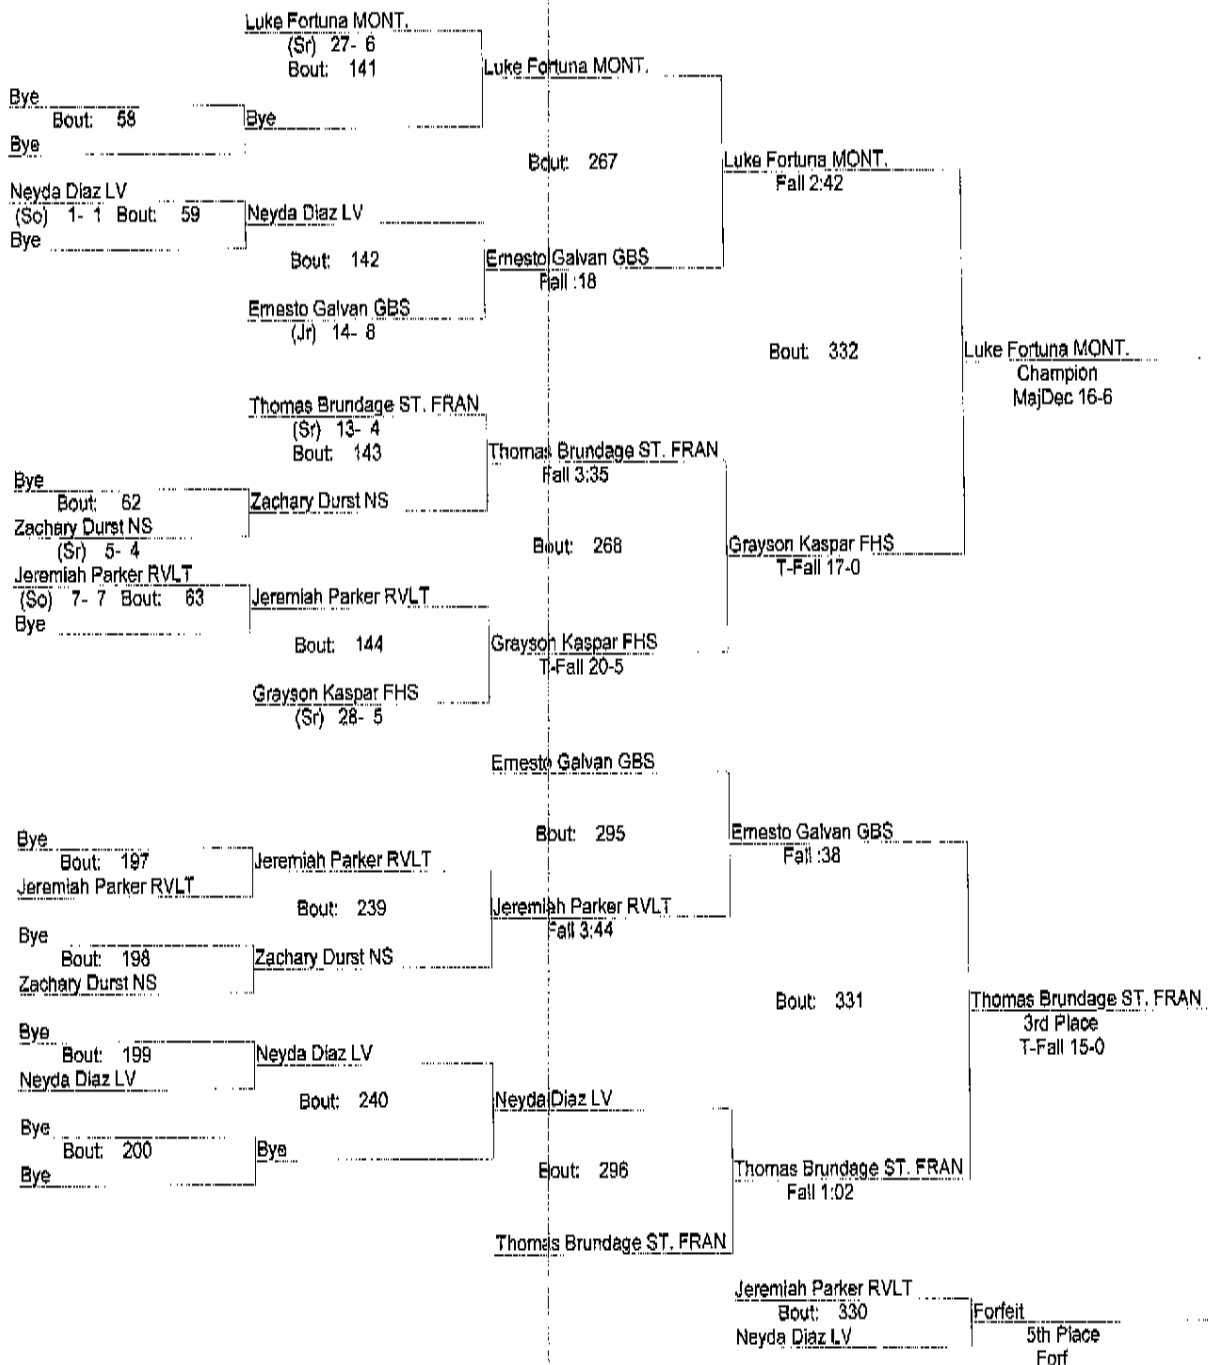 Luke Fortuna MONT.
(Sr) 27- 6
Bout: 141
Luke Fortuna MONT.
Bye
Bout: 58
Bye
Bye
Bout: 267
Luke Fortuna MONT.
Fall 2:42
Neyda Diaz LV
(So) 1- 1 Bout: 59
Neyda Diaz LV
Bye
Bout: 142
Ernesto Galvan GBS
Fall :18
Ernesto Galvan GBS
(Jr) 14- 8
Bout: 332
Luke Fortuna MONT.
Champion
MajDec 16-6
Thomas Brundage ST. FRAN
(Sr) 13- 4
Bout: 143
Thomas Brundage ST. FRAN
Fall 3:35
Bye
Bout: 62
Zachary Durst NS
Zachary Durst NS
(Sr) 5- 4
Bout: 268
Grayson Kaspar FHS
T-Fall 17-0
Jeremiah Parker RVLT
(So) 7- 7 Bout: 63
Jeremiah Parker RVLT
Bye
Bout: 144
Grayson Kaspar FHS
T-Fall 20-5
Grayson Kaspar FHS
(Sr) 28- 5
Ernesto Galvan GBS
Bout: 295
Ernesto Galvan GBS
Fall :38
Bye
Bout: 197
Jeremiah Parker RVLT
Jeremiah Parker RVLT
Bout: 239
Jeremiah Parker RVLT
Fall 3:44
Bye
Bout: 198
Zachary Durst NS
Zachary Durst NS
Bout: 331
Thomas Brundage ST. FRAN
3rd Place
T-Fall 15-0
Bye
Bout: 199
Neyda Diaz LV
Neyda Diaz LV
Bout: 240
Neyda Diaz LV
Bye
Bout: 200
Bye
Bye
Bout: 296
Thomas Brundage ST. FRAN
Fall 1:02
Thomas Brundage ST. FRAN
Jeremiah Parker RVLT
Bout: 330
Neyda Diaz LV
Forfeit
5th Place
Forf